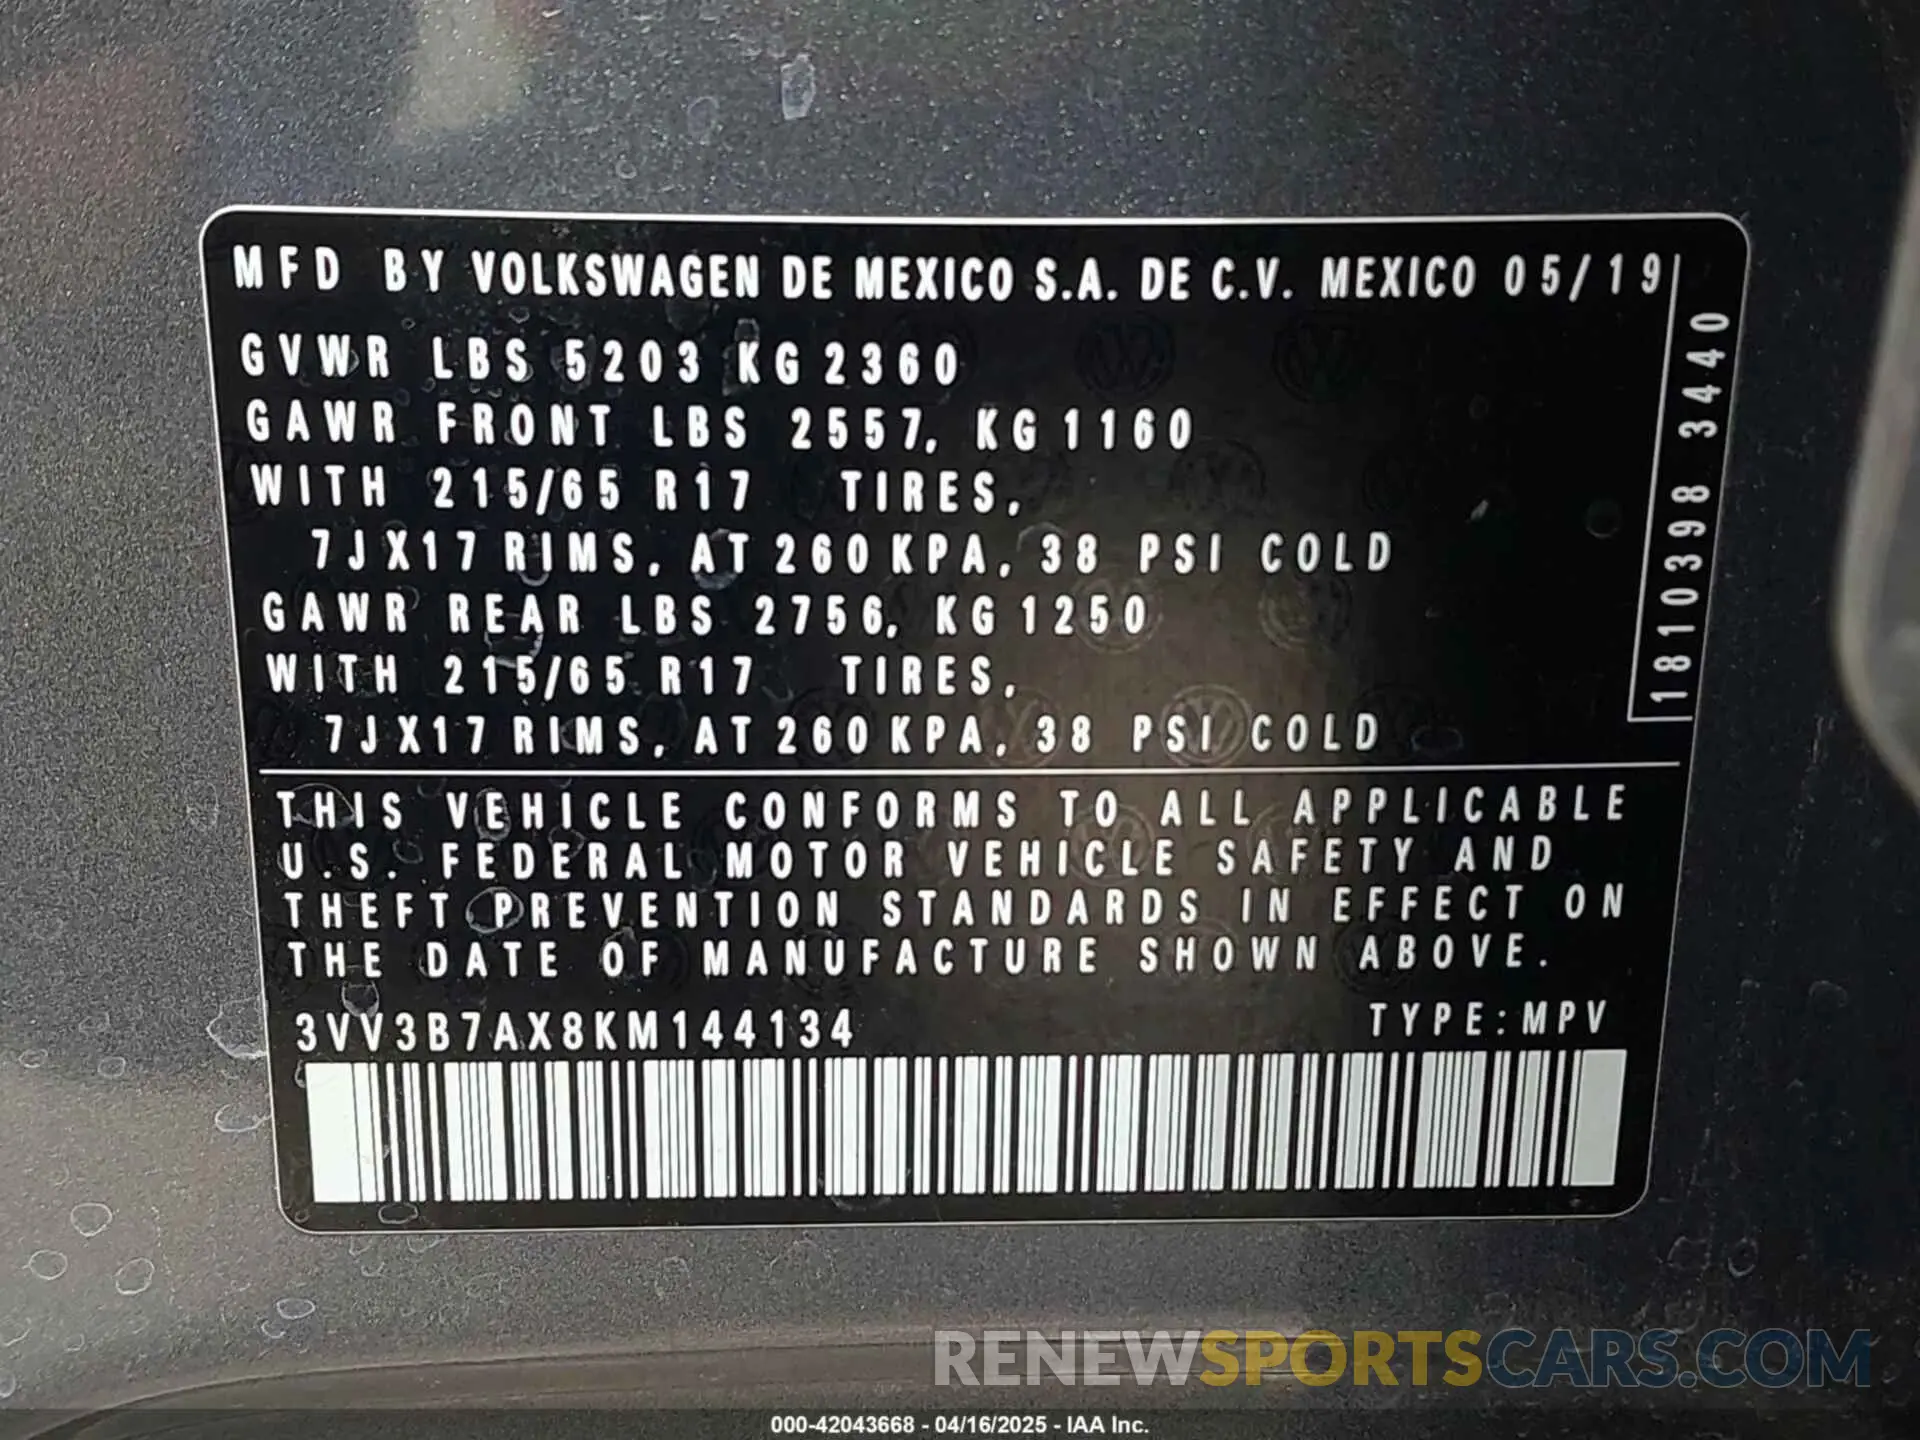 MFD BY VOLKSWAGEN DE MEXICO S.A. DE C.V. MEXICO 05/19
GVWR LBS 5203 KG 2360
GAWR FRONT LBS 2557, KG 1160
WITH 215/65 R17 TIRES,
7JX17 RIMS, AT 260 KPA, 38 PSI COLD
GAWR REAR LBS 2756, KG 1250
WITH 215/65 R17 TIRES,
7JX17 RIMS, AT 260 KPA, 38 PSI COLD
1810398 3440
THIS VEHICLE CONFORMS TO ALL APPLICABLE
U.S. FEDERAL MOTOR VEHICLE SAFETY AND
THEFT PREVENTION STANDARDS IN EFFECT ON
THE DATE OF MANUFACTURE SHOWN ABOVE.
3VV3B7AX8KM144134 TYPE:MPV
RENEWSPORTSCARS.COM
000-42043668 - 04/16/2025 - IAA Inc.